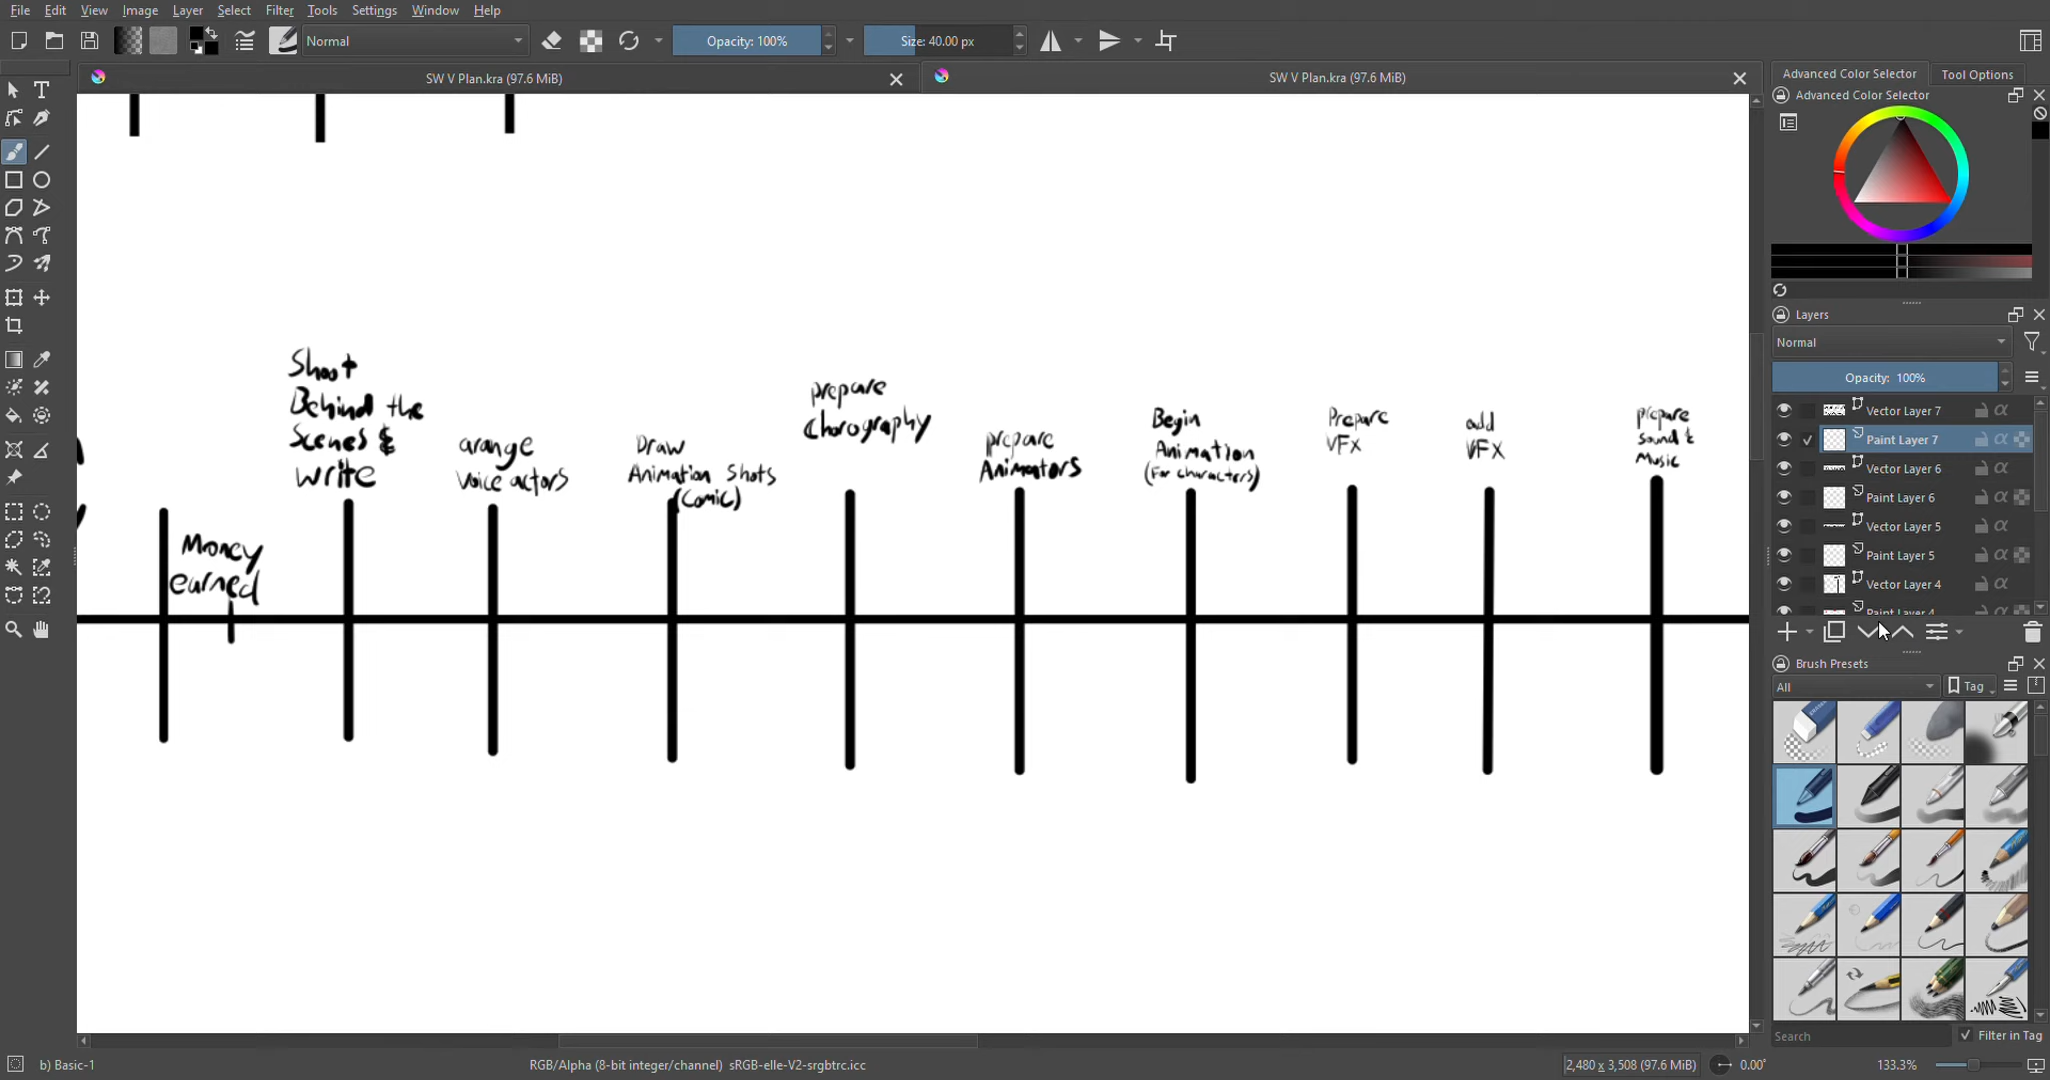 File Edit View Image Layer Select Filter Tools Settings Window Help
Normal
Opacity: 100%
Size: 40.00 px
SW V Plan.kra (97.6 MiB)
SW V Plan.kra (97.6 MiB)
Advanced Color Selector
Tool Options
Advanced Color Selector
Layers
Normal
Opacity: 100%
Vector Layer 7
Paint Layer 7
Vector Layer 6
Paint Layer 6
Vector Layer 5
Paint Layer 5
Vector Layer 4
Paint Layer 4
Brush Presets
All
Tag
Search
Filter in Tag
Money
earned
Shoot
Behind the
Scenes &
write
arange
Voice actors
Draw
Animation Shots
(Comic)
prepare
Chorography
prepare
Animators
Begin
Animation
(For characters)
Prepare
VFX
add
VFX
prepare
Sound &
Music
b) Basic-1
RGB/Alpha (8-bit integer/channel) sRGB-elle-V2-srgbtrc.icc
2,480 x 3,508 (97.6 MiB)
0.00°
133.3%